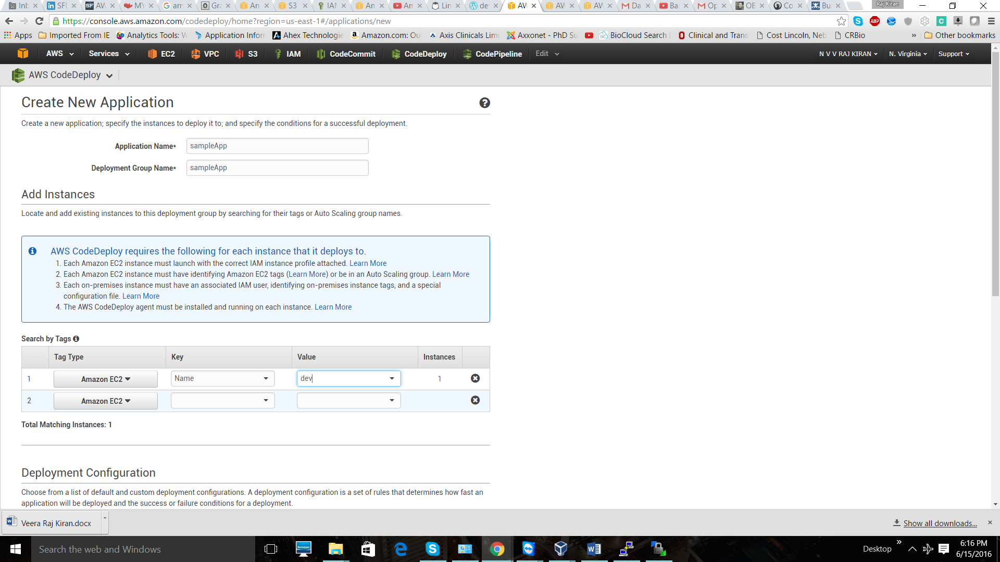 Inb
SFI
AW
MY
arn
Gra
An
S3
IAM
An
An
Lin
de
AW
AW
AW
Da
Ba
Op
OE
Co
Bu
Raj Kiran
https://console.aws.amazon.com/codedeploy/home?region=us-east-1#/applications/new
Apps Imported From IE Analytics Tools: Application Infor Ahex Technologie Amazon.com: Ou Axis Clinicals Limi Axxonet - PhD Su BioCloud Search Clinical and Trans Cost Lincoln, Neb CRBio » Other bookmarks
AWS Services EC2 VPC S3 IAM CodeCommit CodeDeploy CodePipeline Edit N V V RAJ KIRAN N. Virginia Support
AWS CodeDeploy
Create New Application
Create a new application; specify the instances to deploy it to; and specify the conditions for a successful deployment.
Application Name* sampleApp
Deployment Group Name* sampleApp
Add Instances
Locate and add existing instances to this deployment group by searching for their tags or Auto Scaling group names.
AWS CodeDeploy requires the following for each instance that it deploys to.
1. Each Amazon EC2 instance must launch with the correct IAM instance profile attached. Learn More
2. Each Amazon EC2 instance must have identifying Amazon EC2 tags (Learn More) or be in an Auto Scaling group. Learn More
3. Each on-premises instance must have an associated IAM user, identifying on-premises instance tags, and a special
configuration file. Learn More
4. The AWS CodeDeploy agent must be installed and running on each instance. Learn More
Search by Tags
Tag Type Key Value Instances
1 Amazon EC2 Name dev 1
2 Amazon EC2
Total Matching Instances: 1
Deployment Configuration
Choose from a list of default and custom deployment configurations. A deployment configuration is a set of rules that determines how fast an
application will be deployed and the success or failure conditions for a deployment.
Veera Raj Kiran.docx Show all downloads...
Search the web and Windows Desktop » 6:16 PM
6/15/2016